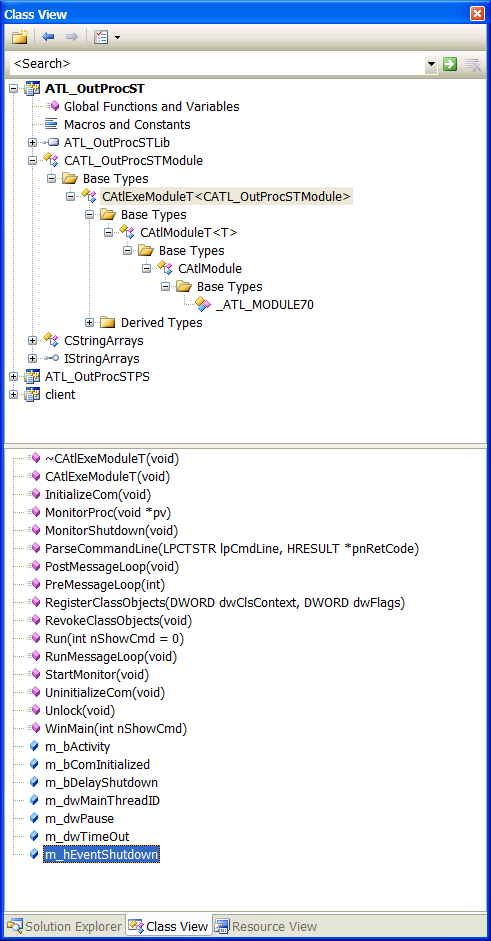 Class View
<Search>
ATL_OutProcST
Global Functions and Variables
Macros and Constants
ATL_OutProcSTLib
CATL_OutProcSTModule
Base Types
CAtlExeModuleT<CATL_OutProcSTModule>
Base Types
CAtlModuleT<T>
Base Types
CAtlModule
Base Types
_ATL_MODULE70
Derived Types
CStringArrays
IStringArrays
ATL_OutProcSTPS
client
~CAtlExeModuleT(void)
CAtlExeModuleT(void)
InitializeCom(void)
MonitorProc(void *pv)
MonitorShutdown(void)
ParseCommandLine(LPCTSTR lpCmdLine, HRESULT *pnRetCode)
PostMessageLoop(void)
PreMessageLoop(int)
RegisterClassObjects(DWORD dwClsContext, DWORD dwFlags)
RevokeClassObjects(void)
Run(int nShowCmd = 0)
RunMessageLoop(void)
StartMonitor(void)
UninitializeCom(void)
Unlock(void)
WinMain(int nShowCmd)
m_bActivity
m_bComInitialized
m_bDelayShutdown
m_dwMainThreadID
m_dwPause
m_dwTimeOut
m_hEventShutdown
Solution Explorer Class View Resource View